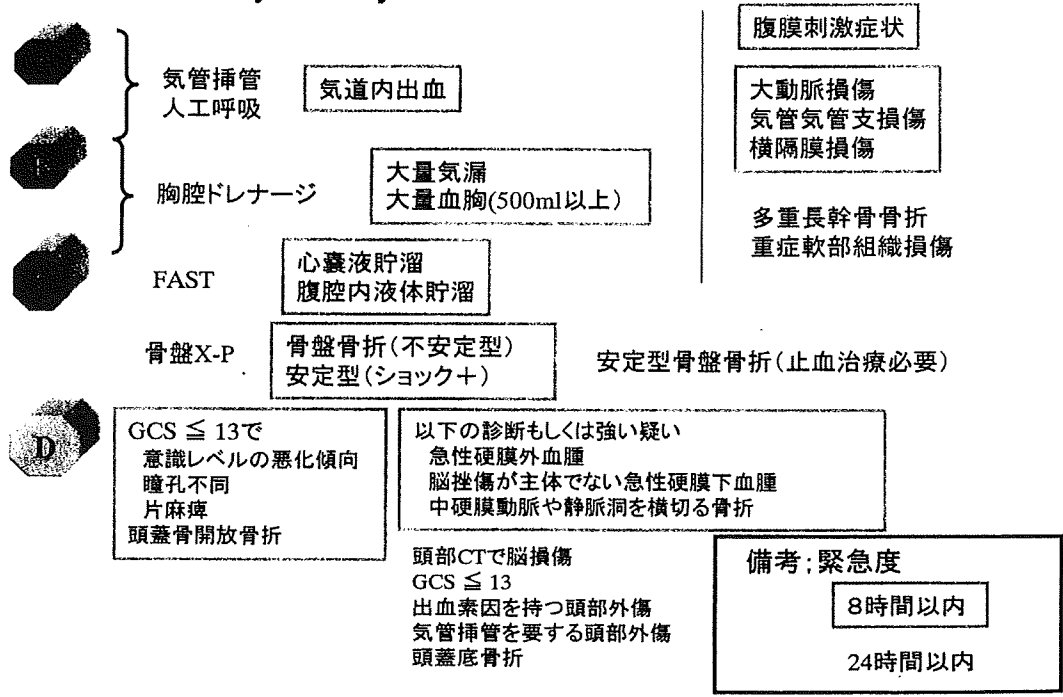 腹膜刺激症状
気管挿管
人工呼吸
気道内出血
大動脈損傷
気管気管支損傷
横隔膜損傷
胸腔ドレナージ
大量気漏
大量血胸(500ml以上)
多重長幹骨骨折
重症軟部組織損傷
FAST
心嚢液貯溜
腹腔内液体貯溜
骨盤X-P
骨盤骨折(不安定型)
安定型(ショック+)
安定型骨盤骨折(止血治療必要)
D
GCS ≦ 13で
意識レベルの悪化傾向
瞳孔不同
片麻痺
頭蓋骨開放骨折
以下の診断もしくは強い疑い
急性硬膜外血腫
脳挫傷が主体でない急性硬膜下血腫
中硬膜動脈や静脈洞を横切る骨折
頭部CTで脳損傷
GCS ≦ 13
出血素因を持つ頭部外傷
気管挿管を要する頭部外傷
頭蓋底骨折
備考;緊急度
8時間以内
24時間以内